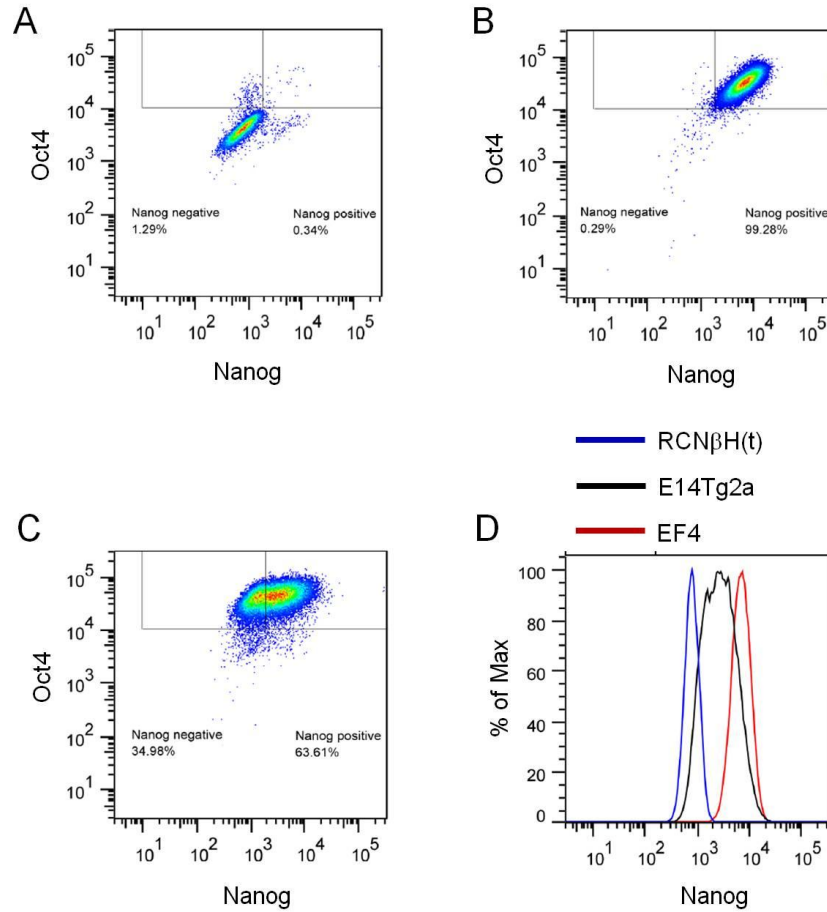 A
Oct4
10^5
10^4
10^3
10^2
10^1
Nanog negative
1.29%
Nanog positive
0.34%
10^1 10^2 10^3 10^4 10^5
Nanog
B
Oct4
10^5
10^4
10^3
10^2
10^1
Nanog negative
0.29%
Nanog positive
99.28%
10^1 10^2 10^3 10^4 10^5
Nanog
C
Oct4
10^5
10^4
10^3
10^2
10^1
Nanog negative
34.98%
Nanog positive
63.61%
10^1 10^2 10^3 10^4 10^5
Nanog
RCNβH(t)
E14Tg2a
EF4
D
% of Max
100
80
60
40
20
0
10^1 10^2 10^3 10^4 10^5
Nanog